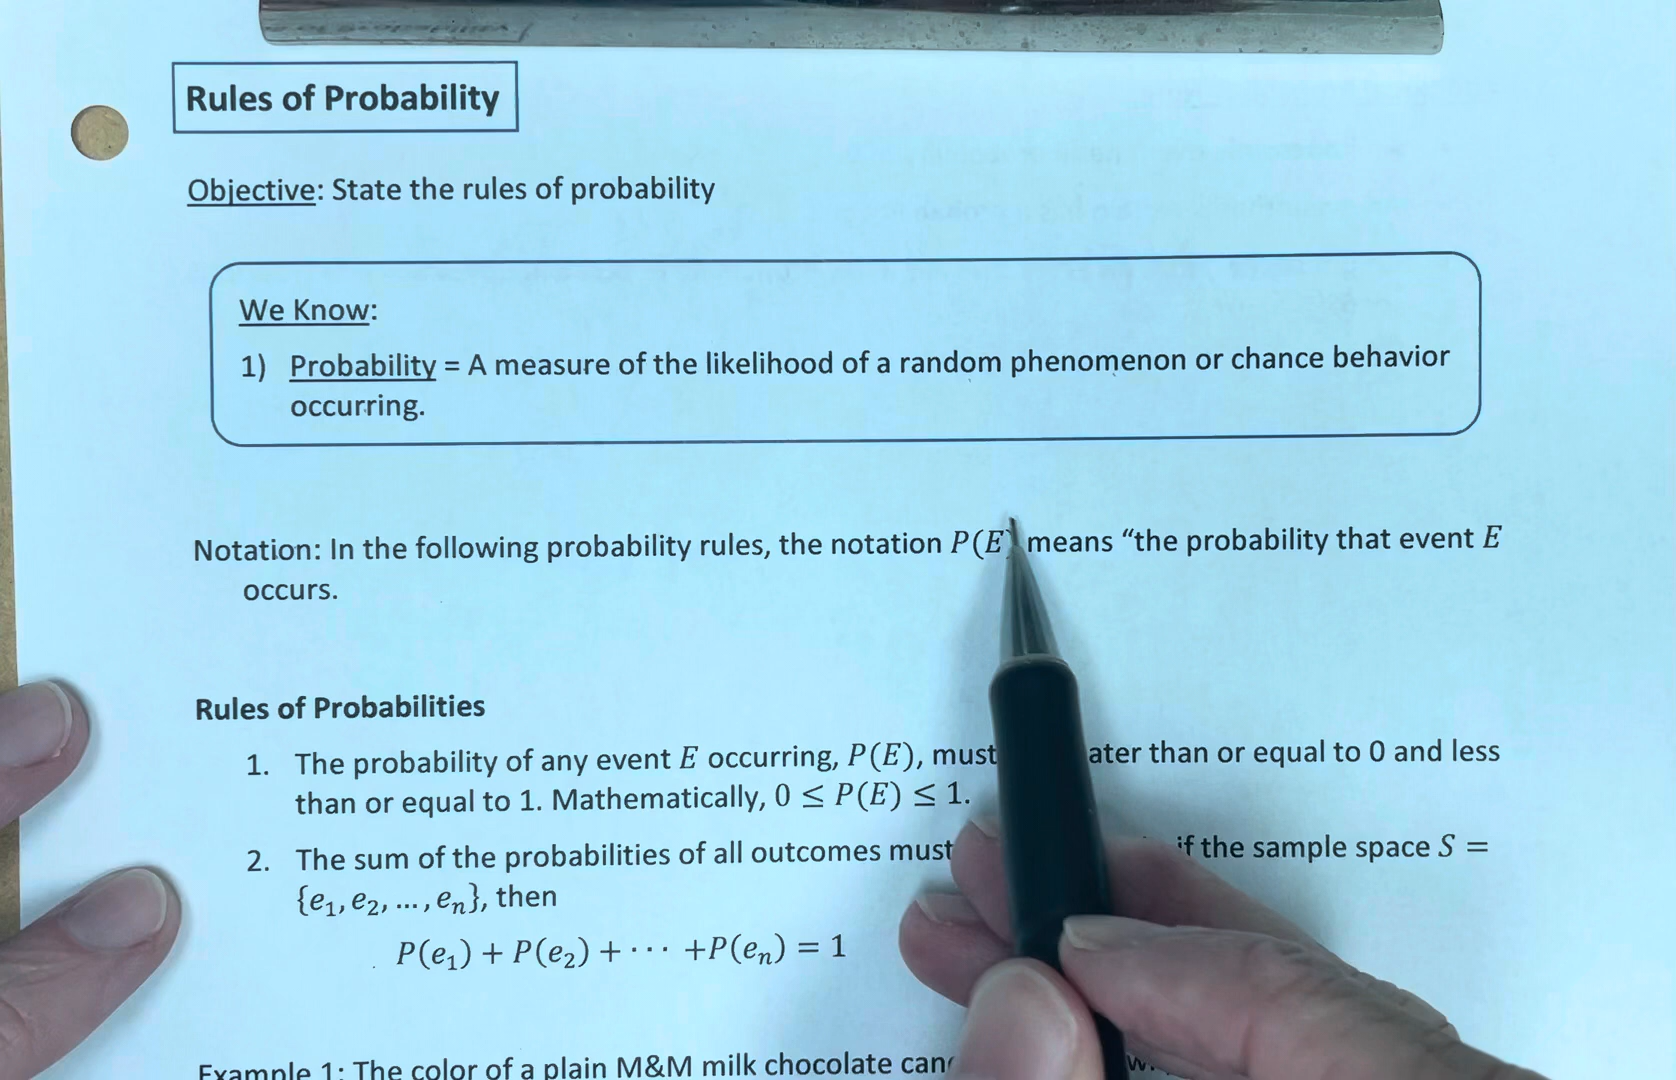 Rules of Probability
Objective: State the rules of probability
We Know:
1) Probability = A measure of the likelihood of a random phenomenon or chance behavior
occurring.
Notation: In the following probability rules, the notation P(E) means “the probability that event E
occurs.
Rules of Probabilities
1. The probability of any event E occurring, P(E), must ater than or equal to 0 and less
than or equal to 1. Mathematically, 0 ≤ P(E) ≤ 1.
2. The sum of the probabilities of all outcomes must if the sample space S =
{e₁, e₂, ... , eₙ}, then
P(e₁) + P(e₂) + ⋯ +P(eₙ) = 1
Example 1: The color of a plain M&M milk chocolate can